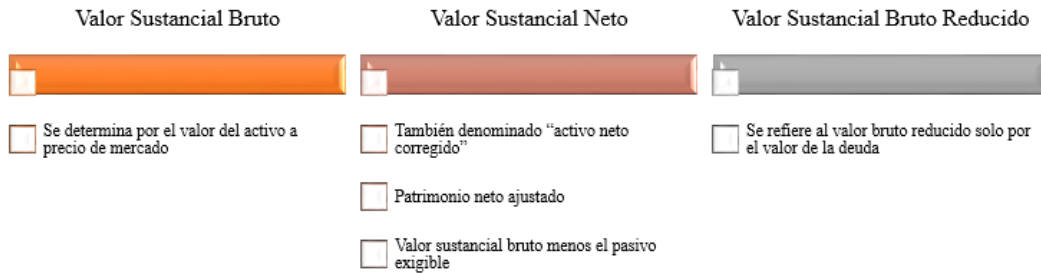 Valor Sustancial Bruto
Se determina por el valor del activo a
precio de mercado
Valor Sustancial Neto
También denominado “activo neto
corregido”
Patrimonio neto ajustado
Valor sustancial bruto menos el pasivo
exigible
Valor Sustancial Bruto Reducido
Se refiere al valor bruto reducido solo por
el valor de la deuda